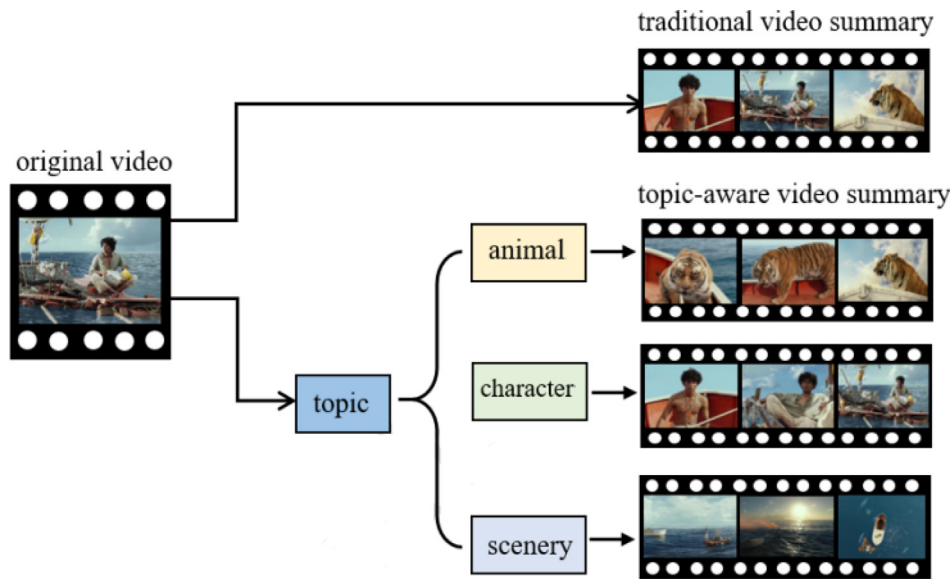 traditional video summary
original video
topic-aware video summary
animal
topic
character
scenery